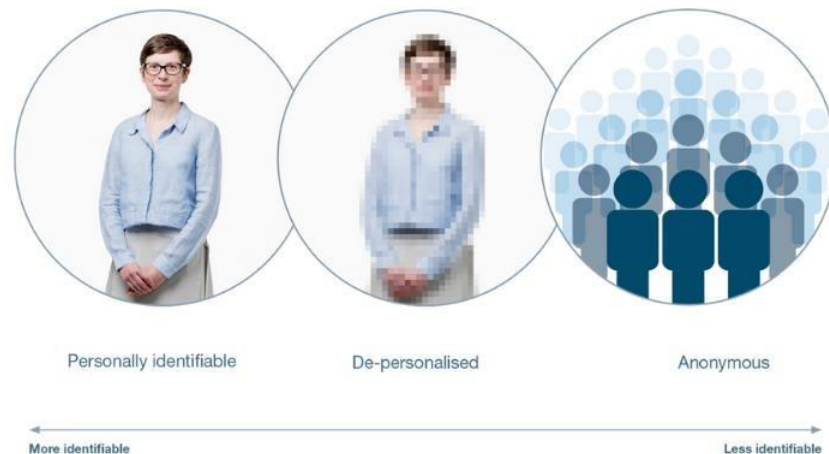 Personally identifiable
De-personalised
Anonymous
More identifiable
Less identifiable